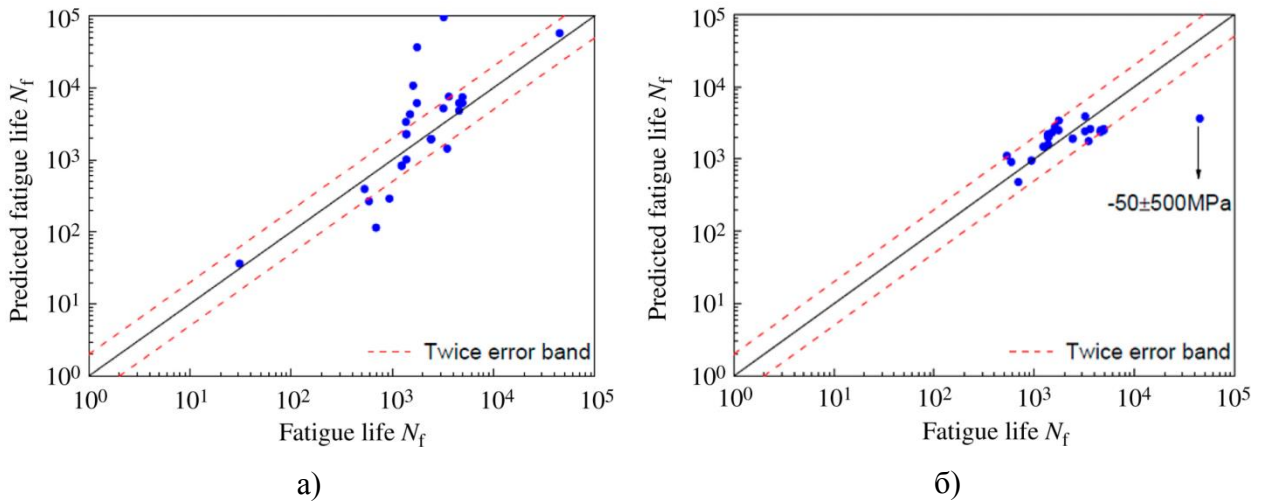 Predicted fatigue life N_f
10^5
10^4
10^3
10^2
10^1
10^0
Twice error band
10^0 10^1 10^2 10^3 10^4 10^5
Fatigue life N_f
а)
Predicted fatigue life N_f
10^5
10^4
10^3
10^2
10^1
10^0
-50±500MPa
Twice error band
10^0 10^1 10^2 10^3 10^4 10^5
Fatigue life N_f
б)